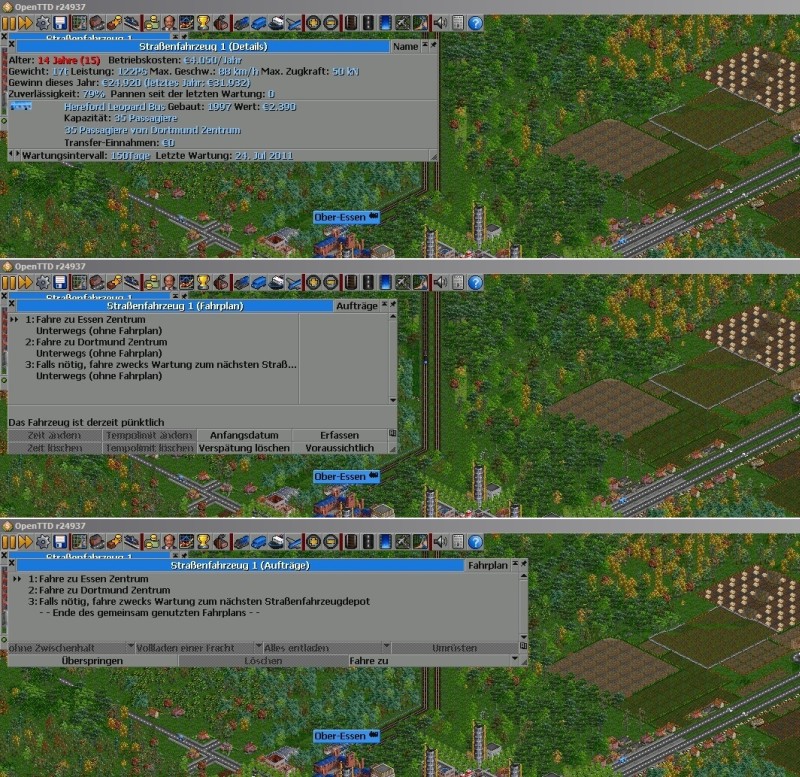 OpenTTD r24937
Straßenfahrzeug 1
Straßenfahrzeug 1 (Details)
Name
Alter: 14 Jahre (15) Betriebskosten: €4.050/Jahr
Gewicht: 17t Leistung: 122PS Max. Geschw.: 88 km/h Max. Zugkraft: 50 kN
Gewinn dieses Jahr: €24.920 (letztes Jahr: €31.932)
Zuverlässigkeit: 79% Pannen seit der letzten Wartung: 0
Hereford Leopard Bus Gebaut: 1997 Wert: €2.390
Kapazität: 35 Passagiere
35 Passagiere von Dortmund Zentrum
Transfer-Einnahmen: €0
Wartungsintervall: 150Tage Letzte Wartung: 24. Jul 2011
Ober-Essen
OpenTTD r24937
Straßenfahrzeug 1
Straßenfahrzeug 1 (Fahrplan)
Aufträge
1: Fahre zu Essen Zentrum
Unterwegs (ohne Fahrplan)
2: Fahre zu Dortmund Zentrum
Unterwegs (ohne Fahrplan)
3: Falls nötig, fahre zwecks Wartung zum nächsten Straß...
Unterwegs (ohne Fahrplan)
Das Fahrzeug ist derzeit pünktlich
Zeit ändern Tempolimit ändern Anfangsdatum Erfassen
Zeit löschen Tempolimit löschen Verspätung löschen Voraussichtlich
Ober-Essen
OpenTTD r24937
Straßenfahrzeug 1
Straßenfahrzeug 1 (Aufträge)
Fahrplan
1: Fahre zu Essen Zentrum
2: Fahre zu Dortmund Zentrum
3: Falls nötig, fahre zwecks Wartung zum nächsten Straßenfahrzeugdepot
- - Ende des gemeinsam genutzten Fahrplans - -
ohne Zwischenhalt Vollladen einer Fracht Alles entladen Umrüsten
Überspringen Löschen Fahre zu
Ober-Essen